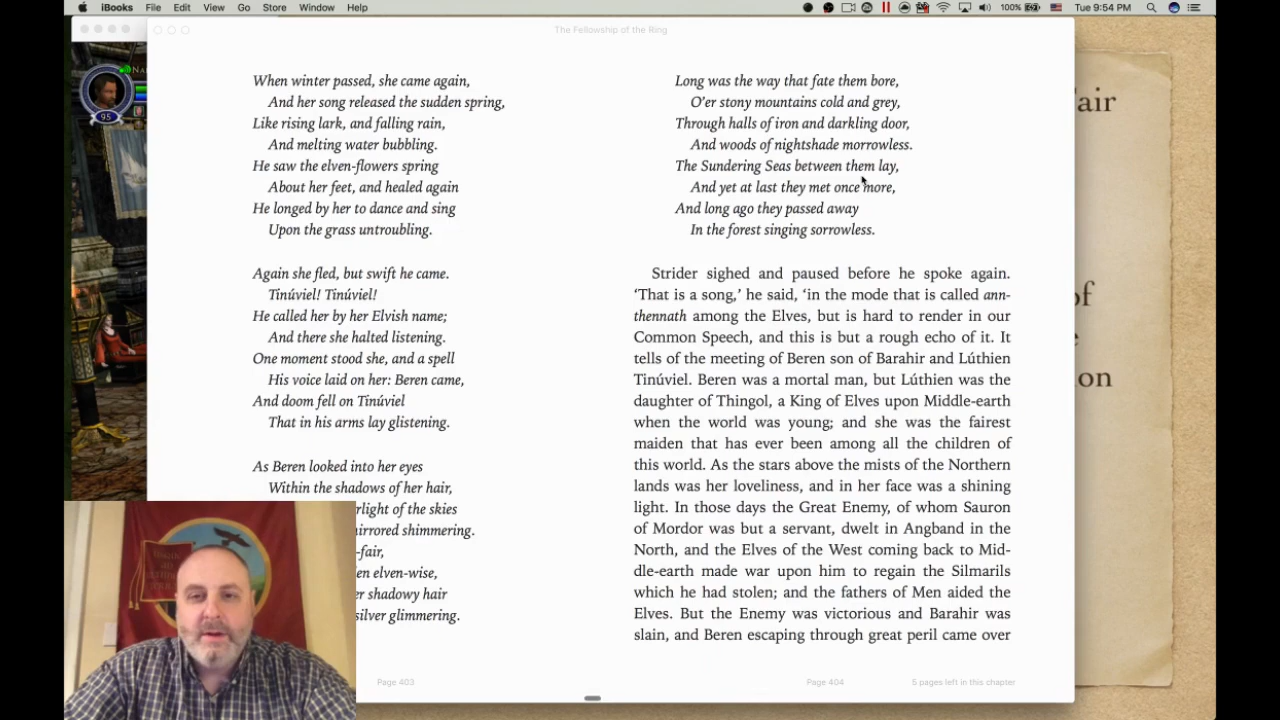 iBooks File Edit View Go Store Window Help
100% Tue 9:54 PM
The Fellowship of the Ring
95
When winter passed, she came again,
And her song released the sudden spring,
Like rising lark, and falling rain,
And melting water bubbling.
He saw the elven-flowers spring
About her feet, and healed again
He longed by her to dance and sing
Upon the grass untroubling.
Again she fled, but swift he came.
Tinúviel! Tinúviel!
He called her by her Elvish name;
And there she halted listening.
One moment stood she, and a spell
His voice laid on her: Beren came,
And doom fell on Tinúviel
That in his arms lay glistening.
As Beren looked into her eyes
Within the shadows of her hair,
rlight of the skies
mirrored shimmering.
-fair,
en elven-wise,
er shadowy hair
silver glimmering.
Page 403
Long was the way that fate them bore,
O'er stony mountains cold and grey,
Through halls of iron and darkling door,
And woods of nightshade morrowless.
The Sundering Seas between them lay,
And yet at last they met once more,
And long ago they passed away
In the forest singing sorrowless.
Strider sighed and paused before he spoke again.
‘That is a song,’ he said, ‘in the mode that is called ann-
thennath among the Elves, but is hard to render in our
Common Speech, and this is but a rough echo of it. It
tells of the meeting of Beren son of Barahir and Lúthien
Tinúviel. Beren was a mortal man, but Lúthien was the
daughter of Thingol, a King of Elves upon Middle-earth
when the world was young; and she was the fairest
maiden that has ever been among all the children of
this world. As the stars above the mists of the Northern
lands was her loveliness, and in her face was a shining
light. In those days the Great Enemy, of whom Sauron
of Mordor was but a servant, dwelt in Angband in the
North, and the Elves of the West coming back to Mid-
dle-earth made war upon him to regain the Silmarils
which he had stolen; and the fathers of Men aided the
Elves. But the Enemy was victorious and Barahir was
slain, and Beren escaping through great peril came over
Page 404
5 pages left in this chapter
air
of
e
on